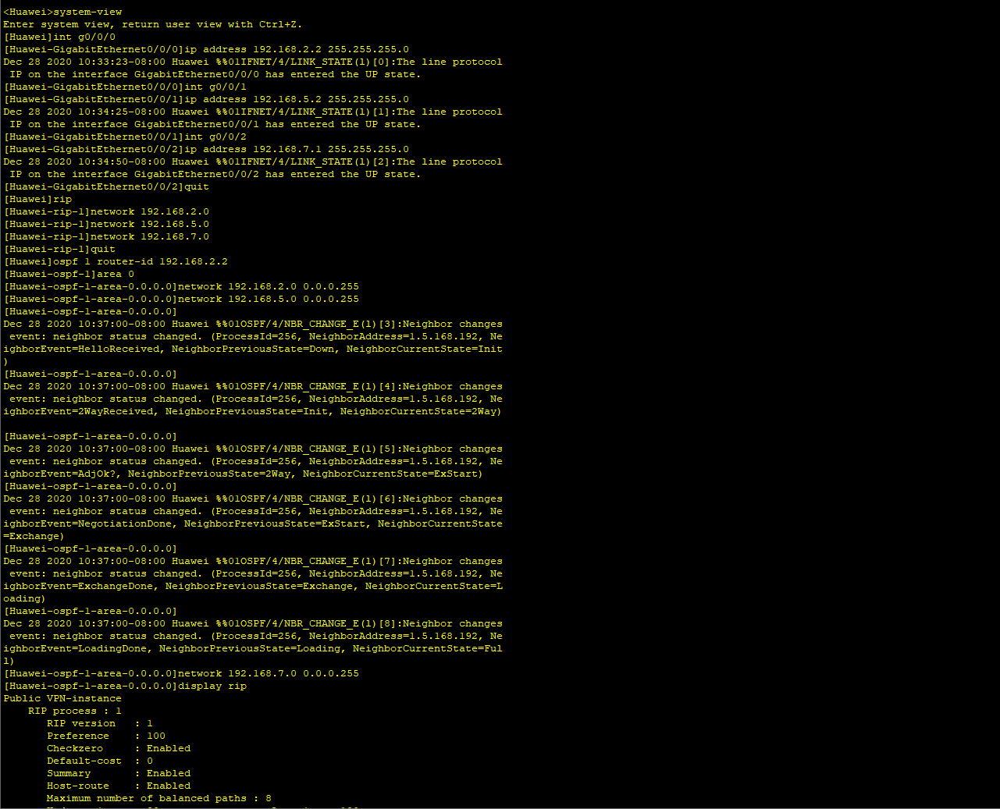 <Huawei>system-view
Enter system view, return user view with Ctrl+Z.
[Huawei]int g0/0/0
[Huawei-GigabitEthernet0/0/0]ip address 192.168.2.2 255.255.255.0
Dec 28 2020 10:33:23-08:00 Huawei %%01IFNET/4/LINK_STATE(l)[0]:The line protocol
 IP on the interface GigabitEthernet0/0/0 has entered the UP state.
[Huawei-GigabitEthernet0/0/0]int g0/0/1
[Huawei-GigabitEthernet0/0/1]ip address 192.168.5.2 255.255.255.0
Dec 28 2020 10:34:25-08:00 Huawei %%01IFNET/4/LINK_STATE(l)[1]:The line protocol
 IP on the interface GigabitEthernet0/0/1 has entered the UP state.
[Huawei-GigabitEthernet0/0/1]int g0/0/2
[Huawei-GigabitEthernet0/0/2]ip address 192.168.7.1 255.255.255.0
Dec 28 2020 10:34:50-08:00 Huawei %%01IFNET/4/LINK_STATE(l)[2]:The line protocol
 IP on the interface GigabitEthernet0/0/2 has entered the UP state.
[Huawei-GigabitEthernet0/0/2]quit
[Huawei]rip
[Huawei-rip-1]network 192.168.2.0
[Huawei-rip-1]network 192.168.5.0
[Huawei-rip-1]network 192.168.7.0
[Huawei-rip-1]quit
[Huawei]ospf 1 router-id 192.168.2.2
[Huawei-ospf-1]area 0
[Huawei-ospf-1-area-0.0.0.0]network 192.168.2.0 0.0.0.255
[Huawei-ospf-1-area-0.0.0.0]network 192.168.5.0 0.0.0.255
[Huawei-ospf-1-area-0.0.0.0]
Dec 28 2020 10:37:00-08:00 Huawei %%01OSPF/4/NBR_CHANGE_E(l)[3]:Neighbor changes
 event: neighbor status changed. (ProcessId=256, NeighborAddress=1.5.168.192, Ne
ighborEvent=HelloReceived, NeighborPreviousState=Down, NeighborCurrentState=Init
)
[Huawei-ospf-1-area-0.0.0.0]
Dec 28 2020 10:37:00-08:00 Huawei %%01OSPF/4/NBR_CHANGE_E(l)[4]:Neighbor changes
 event: neighbor status changed. (ProcessId=256, NeighborAddress=1.5.168.192, Ne
ighborEvent=2WayReceived, NeighborPreviousState=Init, NeighborCurrentState=2Way)
[Huawei-ospf-1-area-0.0.0.0]
Dec 28 2020 10:37:00-08:00 Huawei %%01OSPF/4/NBR_CHANGE_E(l)[5]:Neighbor changes
 event: neighbor status changed. (ProcessId=256, NeighborAddress=1.5.168.192, Ne
ighborEvent=AdjOk?, NeighborPreviousState=2Way, NeighborCurrentState=ExStart)
[Huawei-ospf-1-area-0.0.0.0]
Dec 28 2020 10:37:00-08:00 Huawei %%01OSPF/4/NBR_CHANGE_E(l)[6]:Neighbor changes
 event: neighbor status changed. (ProcessId=256, NeighborAddress=1.5.168.192, Ne
ighborEvent=NegotiationDone, NeighborPreviousState=ExStart, NeighborCurrentState
=Exchange)
[Huawei-ospf-1-area-0.0.0.0]
Dec 28 2020 10:37:00-08:00 Huawei %%01OSPF/4/NBR_CHANGE_E(l)[7]:Neighbor changes
 event: neighbor status changed. (ProcessId=256, NeighborAddress=1.5.168.192, Ne
ighborEvent=ExchangeDone, NeighborPreviousState=Exchange, NeighborCurrentState=L
oading)
[Huawei-ospf-1-area-0.0.0.0]
Dec 28 2020 10:37:00-08:00 Huawei %%01OSPF/4/NBR_CHANGE_E(l)[8]:Neighbor changes
 event: neighbor status changed. (ProcessId=256, NeighborAddress=1.5.168.192, Ne
ighborEvent=LoadingDone, NeighborPreviousState=Loading, NeighborCurrentState=Ful
l)
[Huawei-ospf-1-area-0.0.0.0]network 192.168.7.0 0.0.0.255
[Huawei-ospf-1-area-0.0.0.0]display rip
Public VPN-instance
    RIP process : 1
       RIP version   : 1
       Preference    : 100
       Checkzero     : Enabled
       Default-cost  : 0
       Summary       : Enabled
       Host-route    : Enabled
       Maximum number of balanced paths : 8